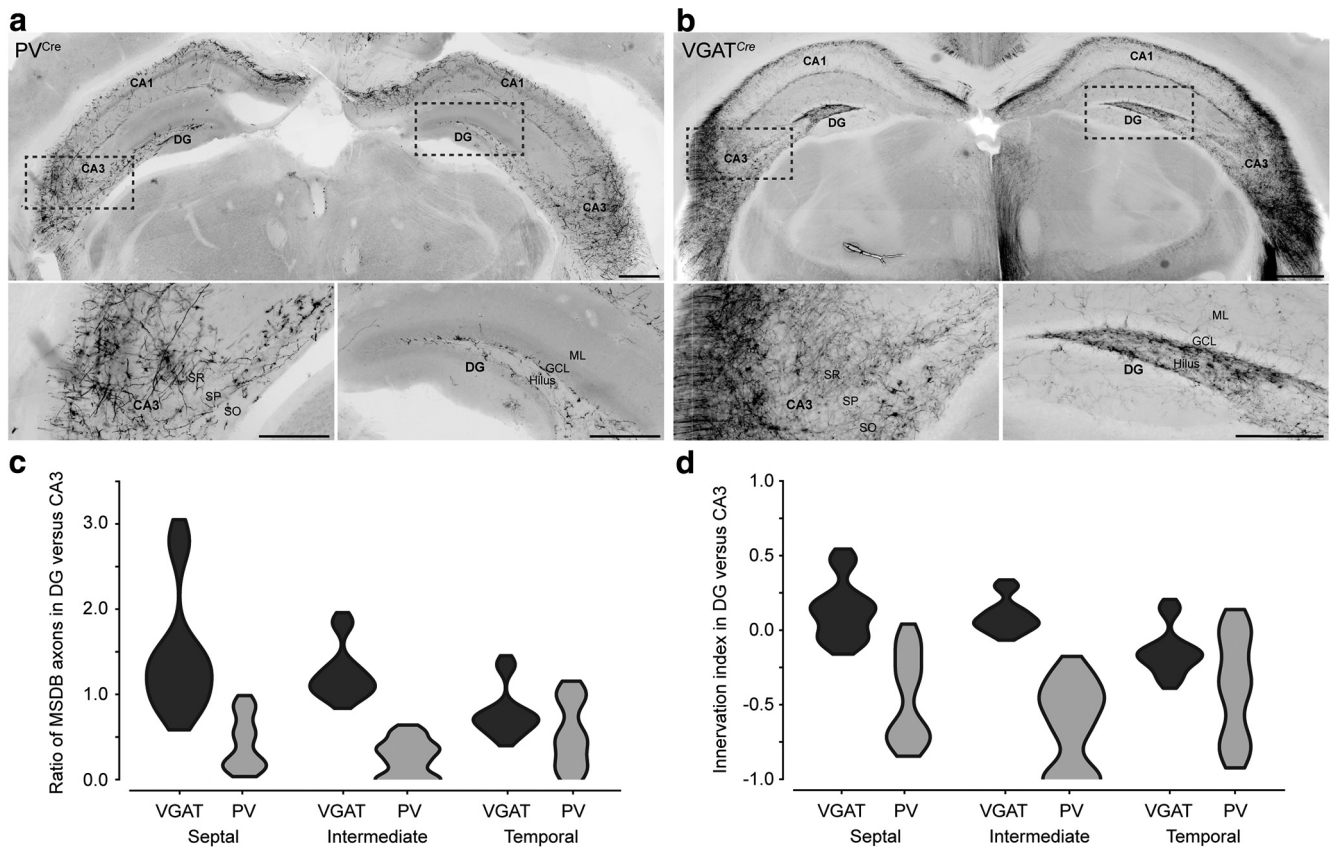 a
PVCre
CA1
CA1
DG
DG
CA3
CA3
SR
SP
CA3
SO
ML
GCL
DG
Hilus
b
VGATCre
CA1
CA1
DG
DG
CA3
CA3
SR
CA3
SP
SO
ML
GCL
DG
Hilus
c
Ratio of MSDB axons in DG versus CA3
3.0
2.0
1.0
0.0
VGAT PV VGAT PV VGAT PV
Septal Intermediate Temporal
d
Innervation index in DG versus CA3
1.0
0.5
0.0
-0.5
-1.0
VGAT PV VGAT PV VGAT PV
Septal Intermediate Temporal